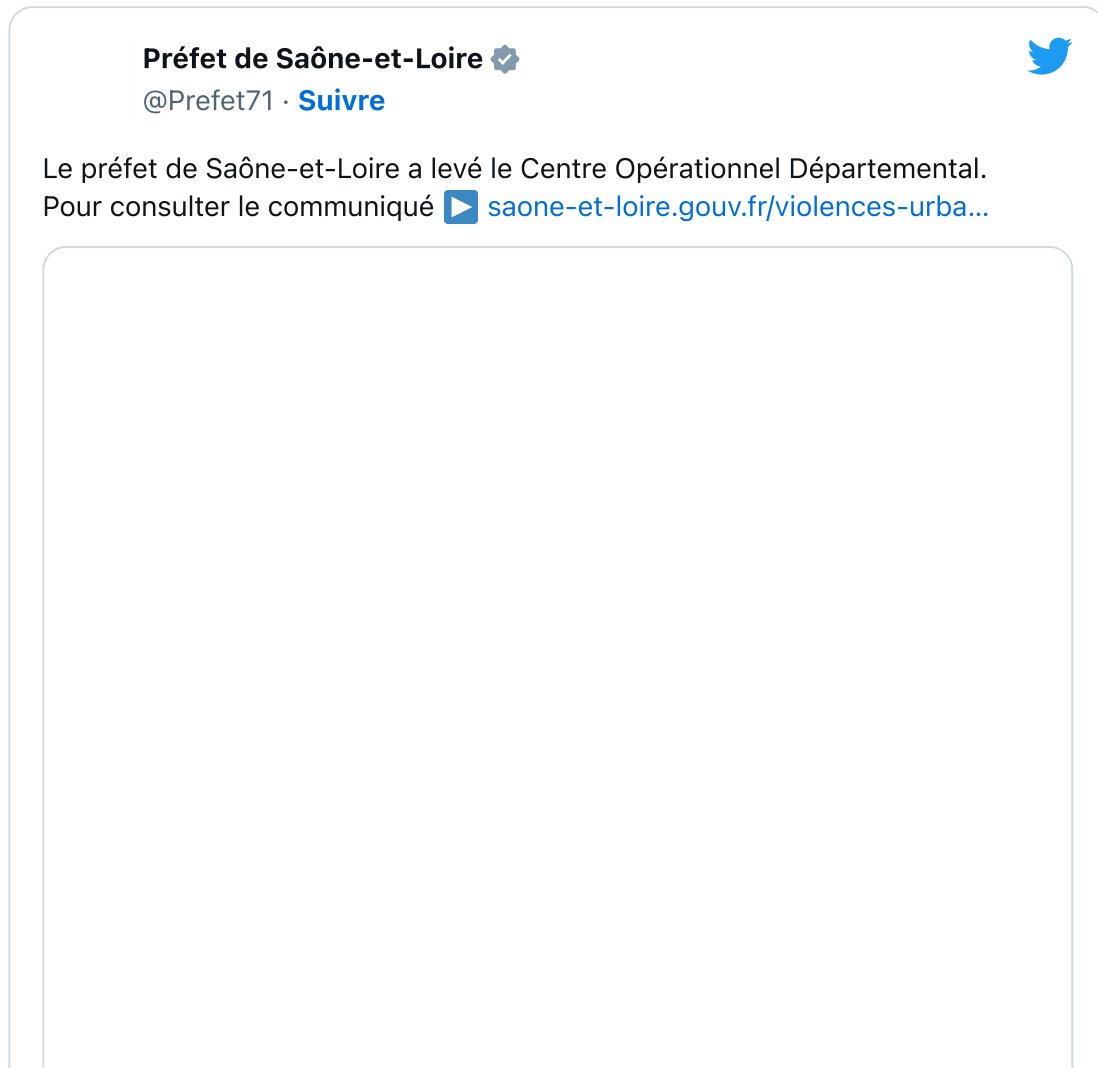 Préfet de Saône-et-Loire
@Prefet71 · Suivre
Le préfet de Saône-et-Loire a levé le Centre Opérationnel Départemental.
Pour consulter le communiqué ▶️ saone-et-loire.gouv.fr/violences-urba…